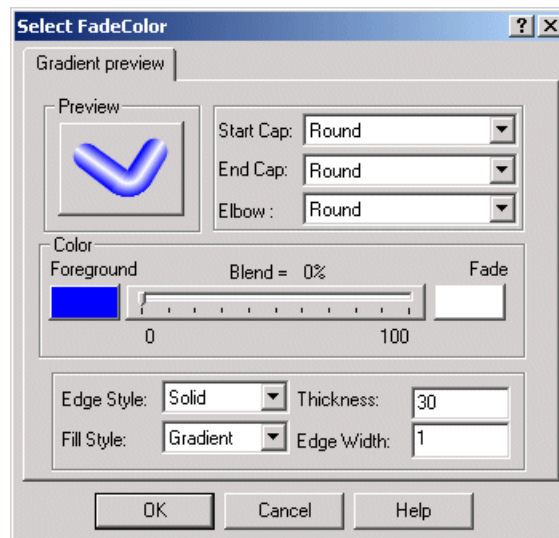 Select FadeColor
Gradient preview
Preview
Start Cap: Round
End Cap: Round
Elbow : Round
Color
Foreground Blend = 0% Fade
0 100
Edge Style: Solid Thickness: 30
Fill Style: Gradient Edge Width: 1
OK Cancel Help